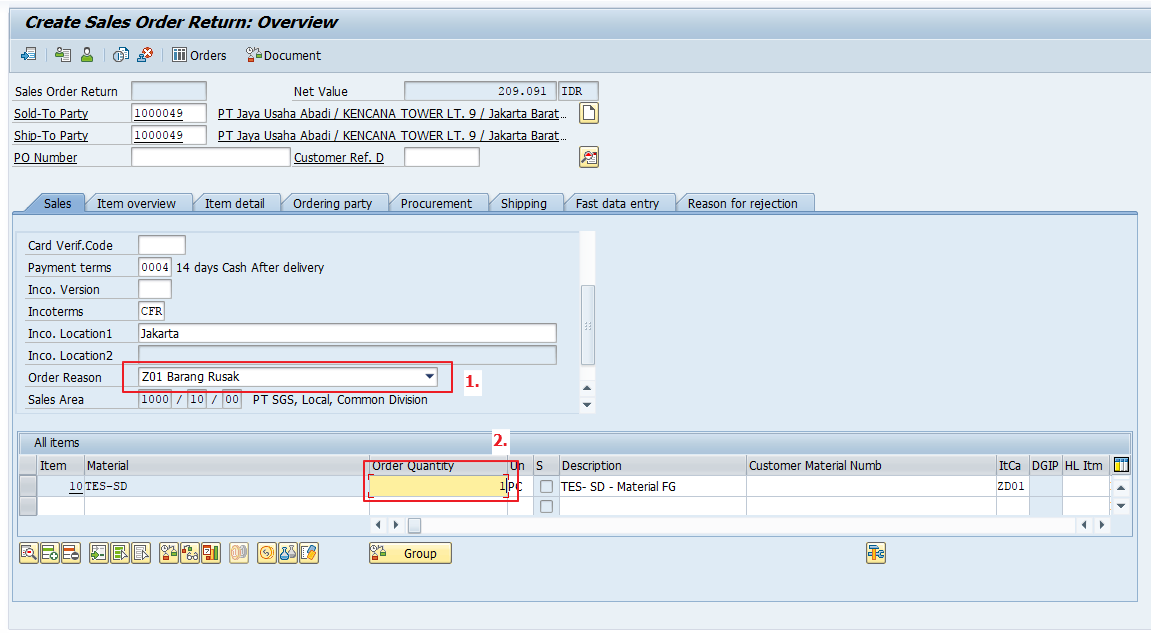 Create Sales Order Return: Overview
Orders Document
Sales Order Return Net Value 209.091 IDR
Sold-To Party 1000049 PT Jaya Usaha Abadi / KENCANA TOWER LT. 9 / Jakarta Barat...
Ship-To Party 1000049 PT Jaya Usaha Abadi / KENCANA TOWER LT. 9 / Jakarta Barat...
PO Number Customer Ref. D
Sales Item overview Item detail Ordering party Procurement Shipping Fast data entry Reason for rejection
Card Verif.Code
Payment terms 0004 14 days Cash After delivery
Inco. Version
Incoterms CFR
Inco. Location1 Jakarta
Inco. Location2
Order Reason Z01 Barang Rusak 1.
Sales Area 1000 / 10 / 00 PT SGS, Local, Common Division
All items 2.
Item Material Order Quantity Un S Description Customer Material Numb ItCa DGIP HL Itm
10 TES-SD 1 PC TES- SD - Material FG ZD01
Group